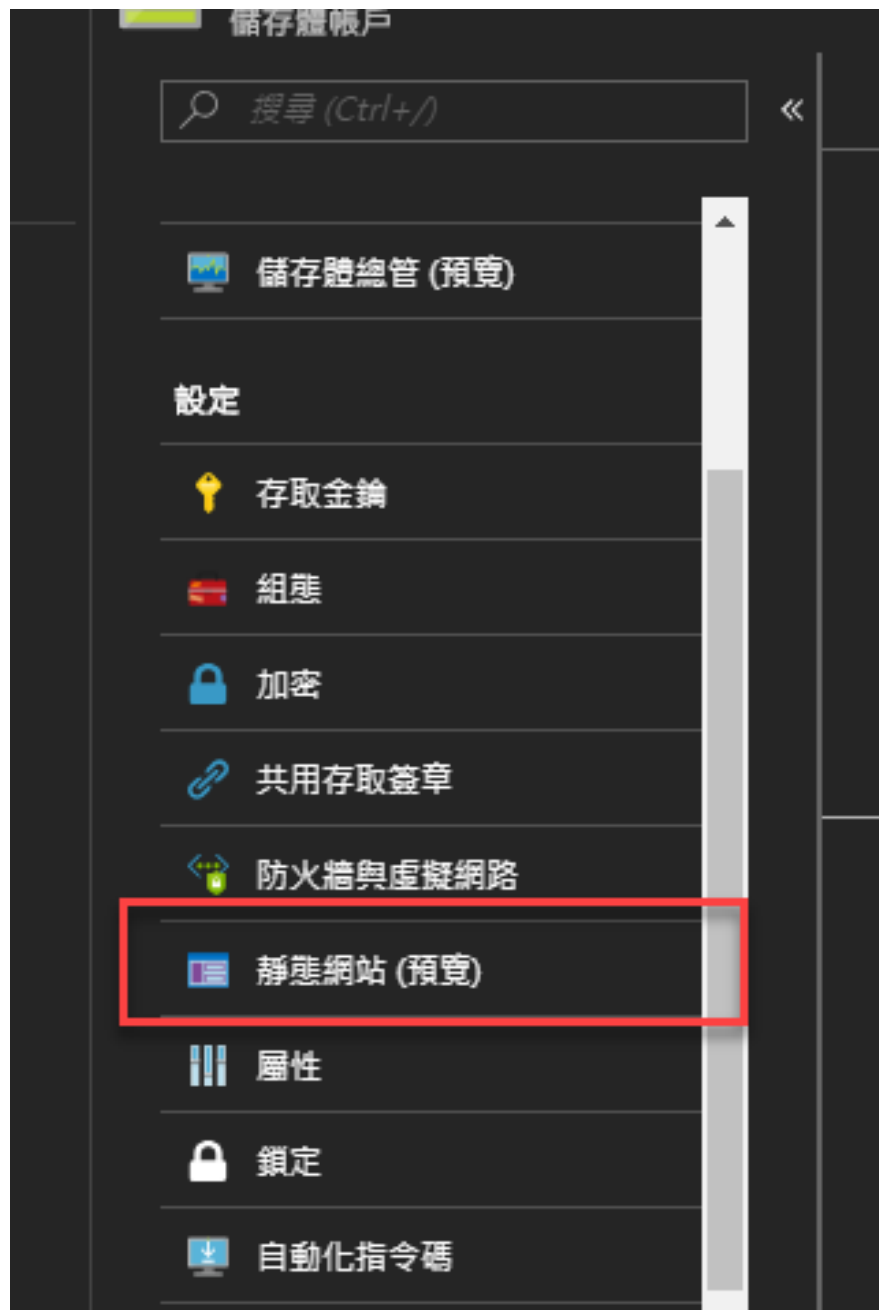 儲存體帳戶
搜尋 (Ctrl+/)
«
儲存體總管 (預覽)
設定
存取金鑰
組態
加密
共用存取簽章
防火牆與虛擬網路
靜態網站 (預覽)
屬性
鎖定
自動化指令碼